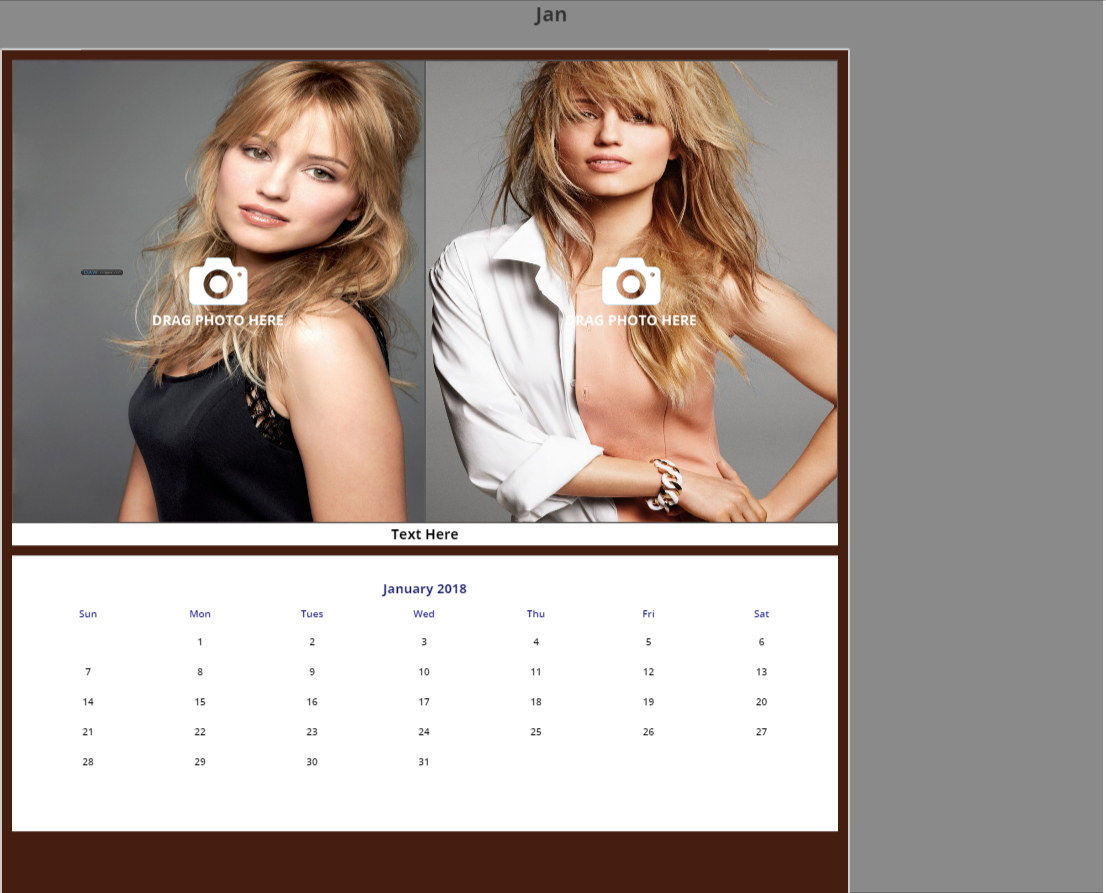 Jan
DRAG PHOTO HERE
DRAG PHOTO HERE
Text Here
January 2018
Sun Mon Tues Wed Thu Fri Sat
1 2 3 4 5 6
7 8 9 10 11 12 13
14 15 16 17 18 19 20
21 22 23 24 25 26 27
28 29 30 31